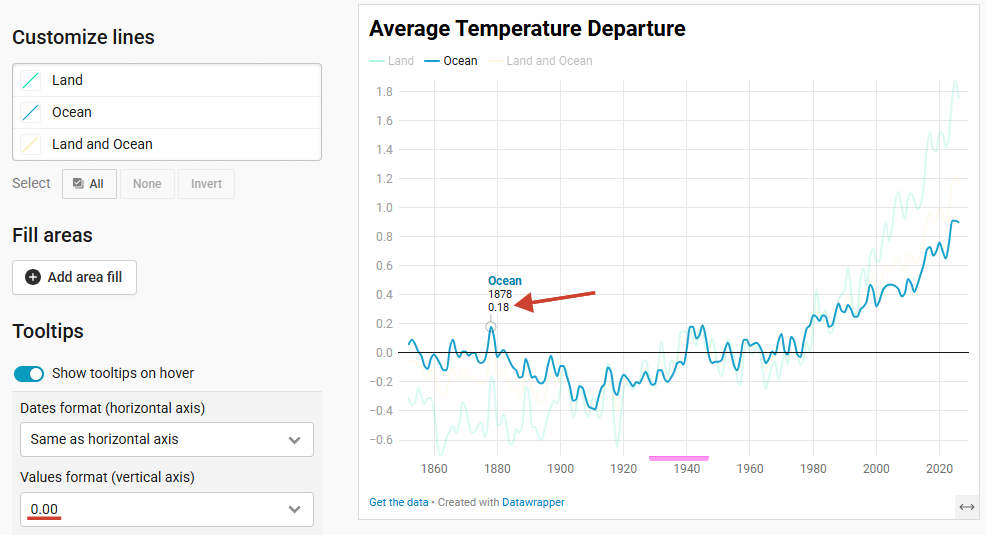 Customize lines
Land
Ocean
Land and Ocean
Select All None Invert
Fill areas
Add area fill
Tooltips
Show tooltips on hover
Dates format (horizontal axis)
Same as horizontal axis
Values format (vertical axis)
0.00
Average Temperature Departure
Land Ocean Land and Ocean
1.8
1.6
1.4
1.2
1.0
0.8
0.6
0.4
0.2
0.0
−0.2
−0.4
−0.6
Ocean
1878
0.18
1860 1880 1900 1920 1940 1960 1980 2000 2020
Get the data • Created with Datawrapper